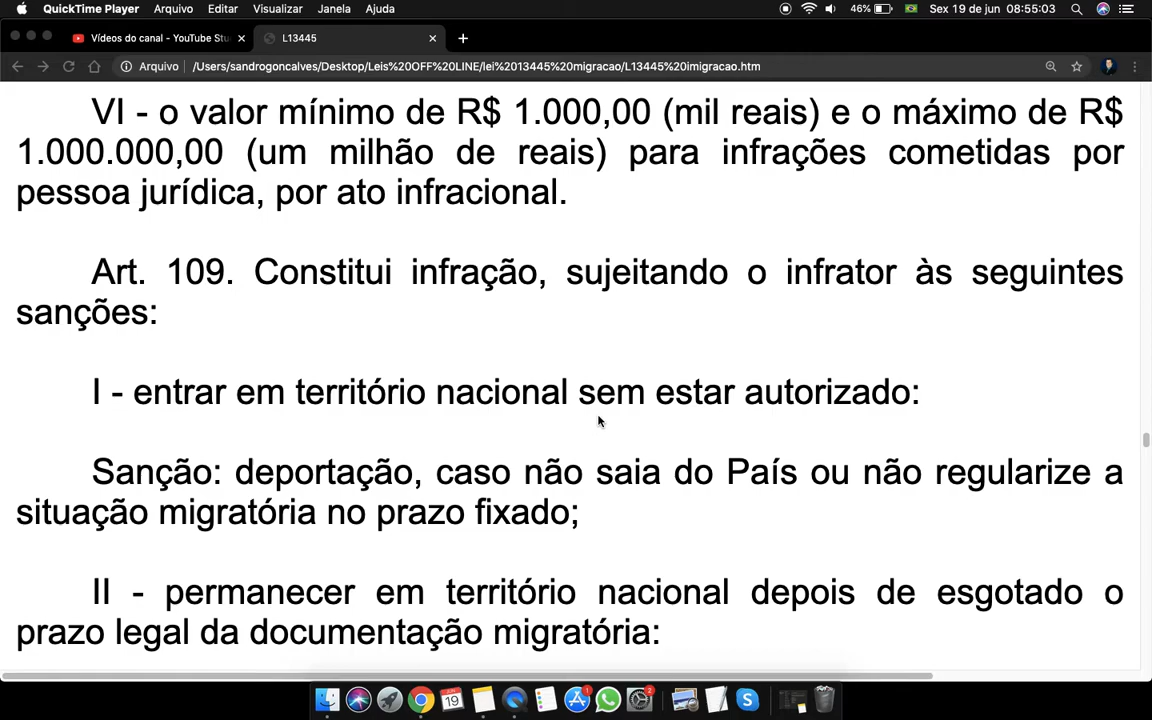 QuickTime Player Arquivo Editar Visualizar Janela Ajuda 46% Sex 19 de jun 08:55:03
Vídeos do canal - YouTube Stu L13445
Arquivo /Users/sandrogoncalves/Desktop/Leis%20OFF%20LINE/lei%2013445%20migracao/L13445%20imigracao.htm
VI - o valor mínimo de R$ 1.000,00 (mil reais) e o máximo de R$
1.000.000,00 (um milhão de reais) para infrações cometidas por
pessoa jurídica, por ato infracional.
Art. 109. Constitui infração, sujeitando o infrator às seguintes
sanções:
I - entrar em território nacional sem estar autorizado:
Sanção: deportação, caso não saia do País ou não regularize a
situação migratória no prazo fixado;
II - permanecer em território nacional depois de esgotado o
prazo legal da documentação migratória:
JUN
19
1
2